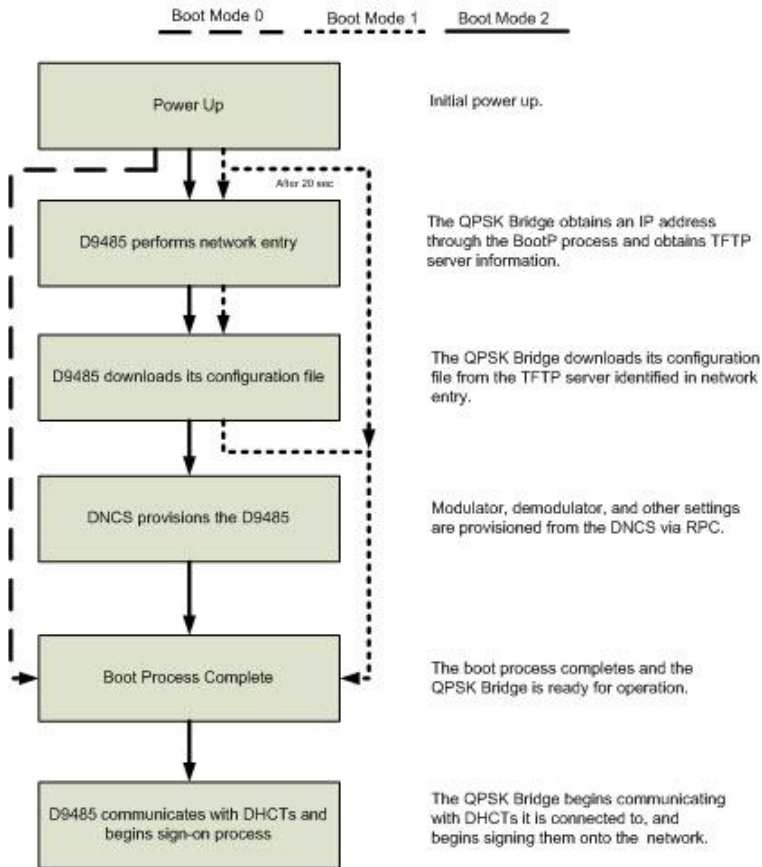 Boot Mode 0 Boot Mode 1 Boot Mode 2
Power Up
Initial power up.
After 20 sec
D9485 performs network entry
The QPSK Bridge obtains an IP address
through the BootP process and obtains TFTP
server information.
D9485 downloads its configuration file
The QPSK Bridge downloads its configuration
file from the TFTP server identified in network
entry.
DNCS provisions the D9485
Modulator, demodulator, and other settings
are provisioned from the DNCS via RPC.
Boot Process Complete
The boot process completes and the
QPSK Bridge is ready for operation.
D9485 communicates with DHCTs and
begins sign-on process
The QPSK Bridge begins communicating
with DHCTs it is connected to, and
begins signing them onto the network.